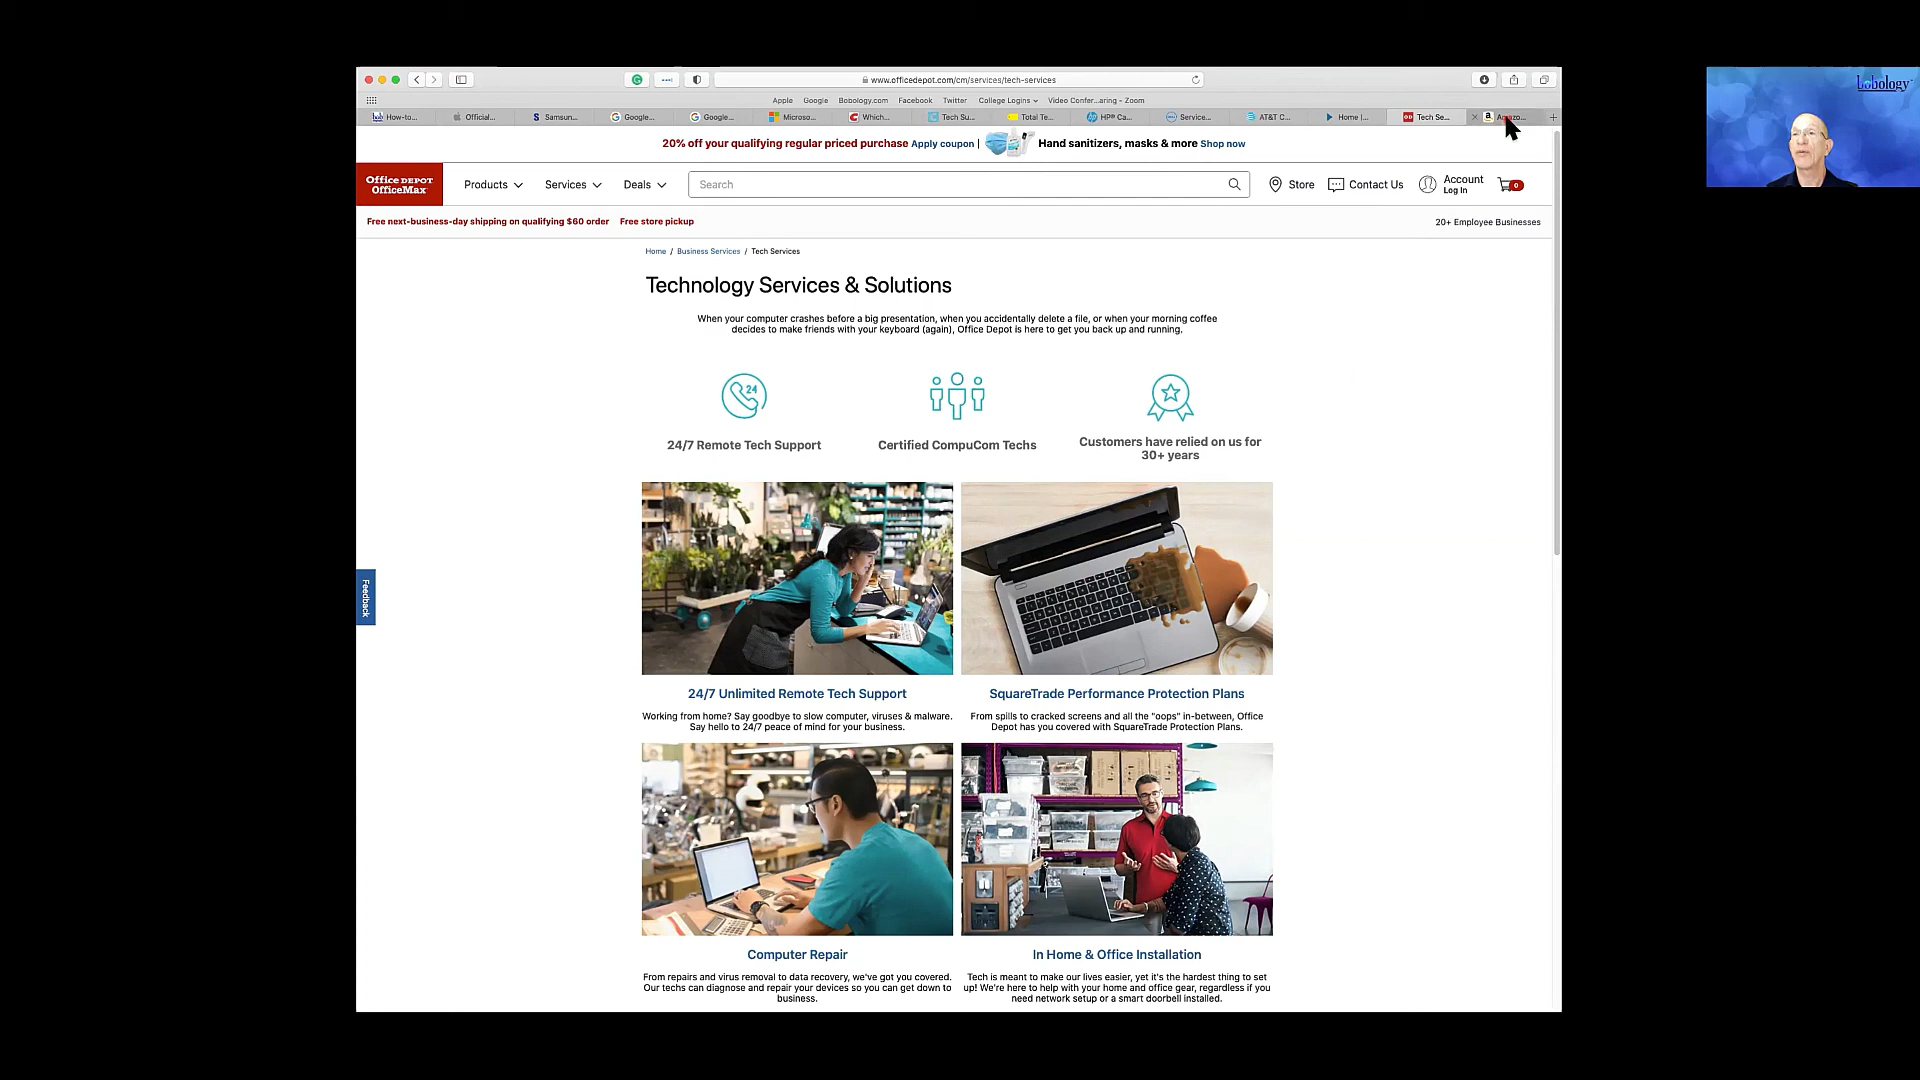 bobology
www.officedepot.com/cm/services/tech-services
Apple Google Bobology.com Facebook Twitter College Logins Video Confer...aring - Zoom
How-to... Official... Samsun... Google... Google... Microso... Which... Tech Su... Total Te... HP® Ca... Service... AT&T C... Home |... Tech Se...
20% off your qualifying regular priced purchase Apply coupon | Hand sanitizers, masks & more Shop now
Office DEPOT
OfficeMax
Products Services Deals Search Store Contact Us Account
Log In
0
Free next-business-day shipping on qualifying $60 order Free store pickup 20+ Employee Businesses
Home / Business Services / Tech Services
Technology Services & Solutions
When your computer crashes before a big presentation, when you accidentally delete a file, or when your morning coffee
decides to make friends with your keyboard (again), Office Depot is here to get you back up and running.
24
24/7 Remote Tech Support
Certified CompuCom Techs
Customers have relied on us for
30+ years
Feedback
24/7 Unlimited Remote Tech Support
Working from home? Say goodbye to slow computer, viruses & malware.
Say hello to 24/7 peace of mind for your business.
SquareTrade Performance Protection Plans
From spills to cracked screens and all the "oops" in-between, Office
Depot has you covered with SquareTrade Protection Plans.
Computer Repair
From repairs and virus removal to data recovery, we've got you covered.
Our techs can diagnose and repair your devices so you can get down to
business.
In Home & Office Installation
Tech is meant to make our lives easier, yet it's the hardest thing to set
up! We're here to help with your home and office gear, regardless if you
need network setup or a smart doorbell installed.